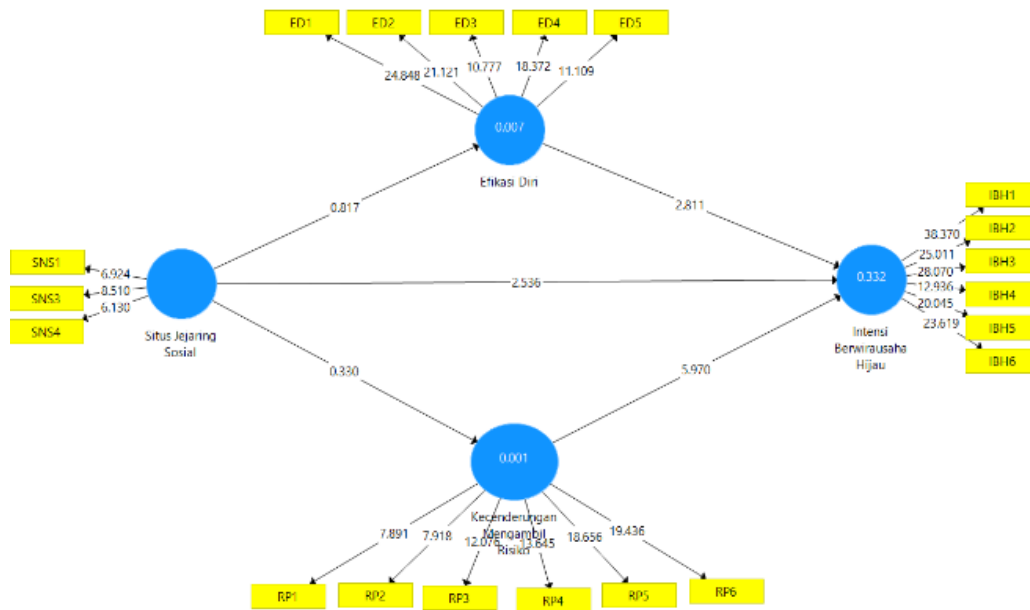 ED1
ED2
ED3
ED4
ED5
24.848
21.121
10.777
18.372
11.109
0.007
Efikasi Diri
0.817
2.811
SNS1
SNS3
SNS4
6.924
8.510
6.130
Situs Jejaring
Sosial
2.536
0.332
Intensi
Berwirausaha
Hijau
38.370
25.011
28.070
12.936
20.045
23.619
IBH1
IBH2
IBH3
IBH4
IBH5
IBH6
0.330
5.970
0.001
Kecenderungan
Mengambil
Risiko
7.891
7.918
12.076
13.645
18.656
19.436
RP1
RP2
RP3
RP4
RP5
RP6